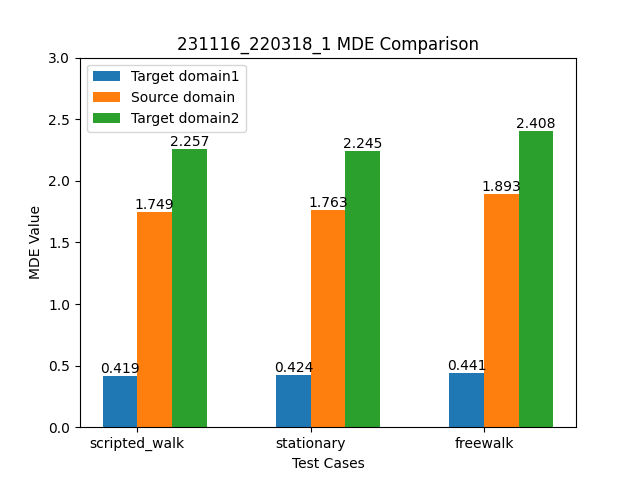 231116_220318_1 MDE Comparison
Target domain1
Source domain
Target domain2
MDE Value
3.0
2.5
2.0
1.5
1.0
0.5
0.0
0.419
1.749
2.257
0.424
1.763
2.245
0.441
1.893
2.408
scripted_walk
stationary
freewalk
Test Cases